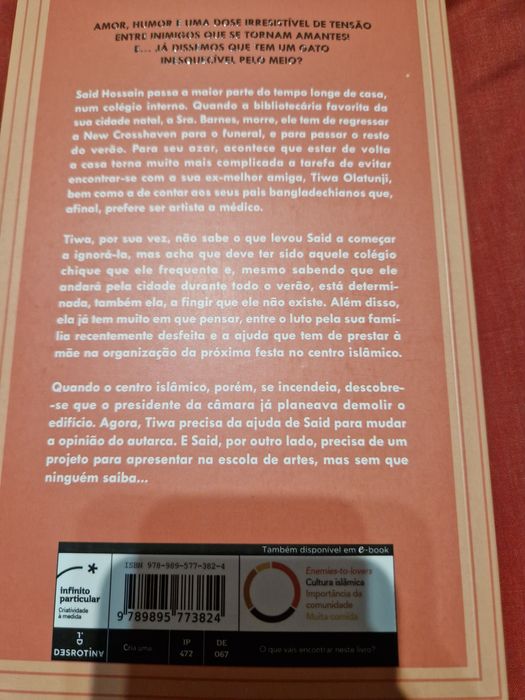 AMOR, HUMOR E UMA DOSE IRRESISTÍVEL DE TENSÃO
ENTRE INIMIGOS QUE SE TORNAM AMANTES!
E... JÁ DISSEMOS QUE TEM UM GATO
INESQUECÍVEL PELO MEIO?
Said Hossain passa a maior parte do tempo longe de casa,
num colégio interno. Quando a bibliotecária favorita da
sua cidade natal, a Sra. Barnes, morre, ele tem de regressar
a New Crosshaven para o funeral, e para passar o resto
do verão. Para seu azar, acontece que estar de volta
a casa torna muito mais complicada a tarefa de evitar
encontrar-se com a sua ex-melhor amiga, Tiwa Olatunji,
bem como a de contar aos seus pais bangladechianos que,
afinal, prefere ser artista a médico.
Tiwa, por sua vez, não sabe o que levou Said a começar
a ignorá-la, mas acha que deve ter sido aquele colégio
chique que ele frequenta e, mesmo sabendo que ele
andará pela cidade durante todo o verão, está determi-
nada, também ela, a fingir que ele não existe. Além disso,
ela já tem muito em que pensar, entre o luto pela sua famí-
lia recentemente desfeita e a ajuda que tem de prestar à
mãe na organização da próxima festa no centro islâmico.
Quando o centro islâmico, porém, se incendeia, descobre-
-se que o presidente da câmara já planeava demolir o
edifício. Agora, Tiwa precisa da ajuda de Said para mudar
a opinião do autarca. E Said, por outro lado, precisa de um
projeto para apresentar na escola de artes, mas sem que
ninguém saiba...
Também disponível em e-book
infinito
particular
Criatividade
à medida
ISBN 978-989-577-382-4
9 789895 773824
Enemies-to-lovers
Cultura islâmica
Importância da
comunidade
Muita comida
DESROTINA
Cria uma
IP
472
DE
067
O que vais encontrar neste livro?